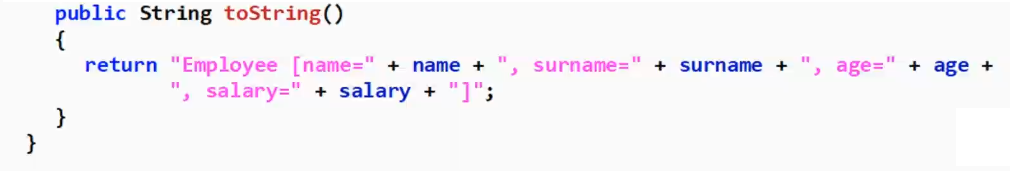 public String toString()
{
return "Employee [name=" + name + ", surname=" + surname + ", age=" + age +
", salary=" + salary + "]";
}
}